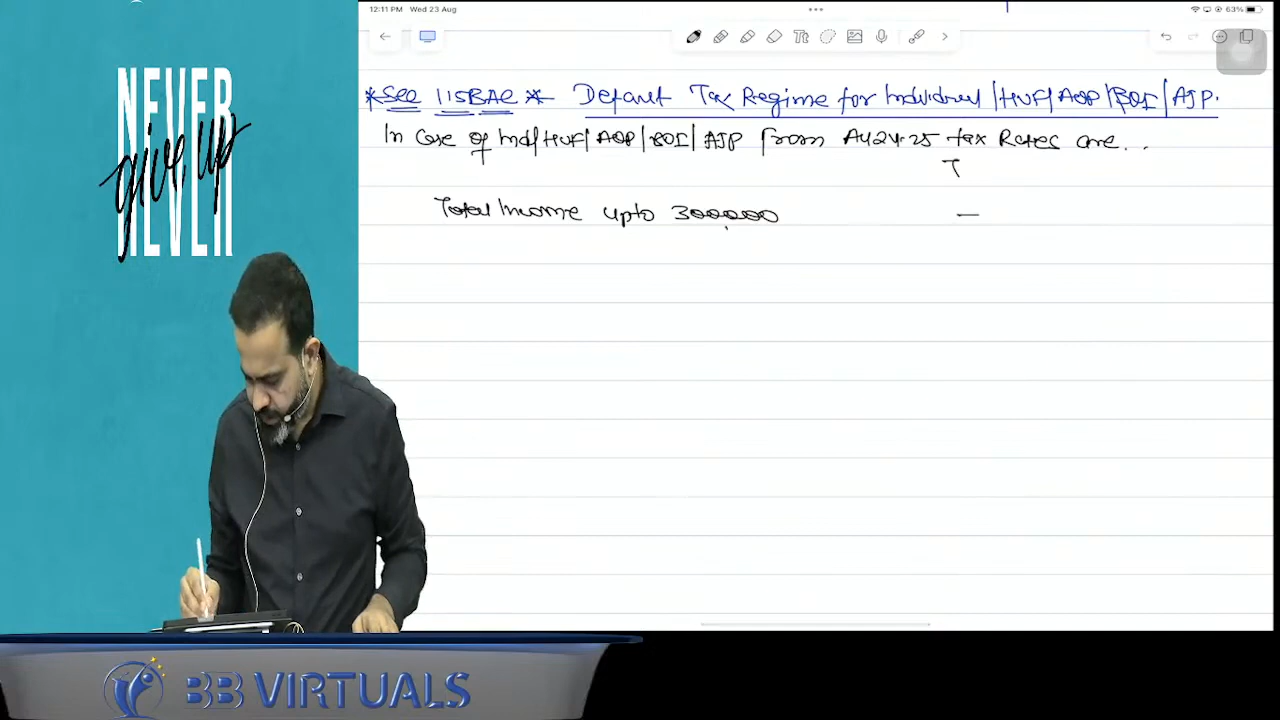 12:11 PM Wed 23 Aug
63%
NEVER
give up
NEVER
*Sec 115BAC * Default Tax Regime for Individual /HUF/AOP/BOI/AJP.
In Case of Ind/HUF/AOP/BOI/AJP from AY24-25 tax Rates are...
Total Income upto 300000 —
BB VIRTUALS